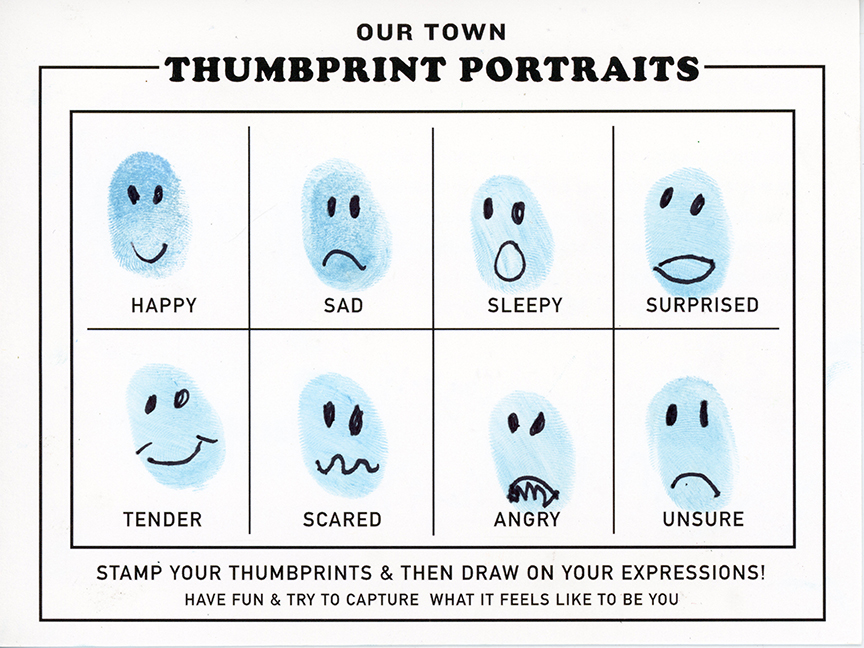 OUR TOWN
THUMBPRINT PORTRAITS
HAPPY SAD SLEEPY SURPRISED
TENDER SCARED ANGRY UNSURE
STAMP YOUR THUMBPRINTS & THEN DRAW ON YOUR EXPRESSIONS!
HAVE FUN & TRY TO CAPTURE WHAT IT FEELS LIKE TO BE YOU